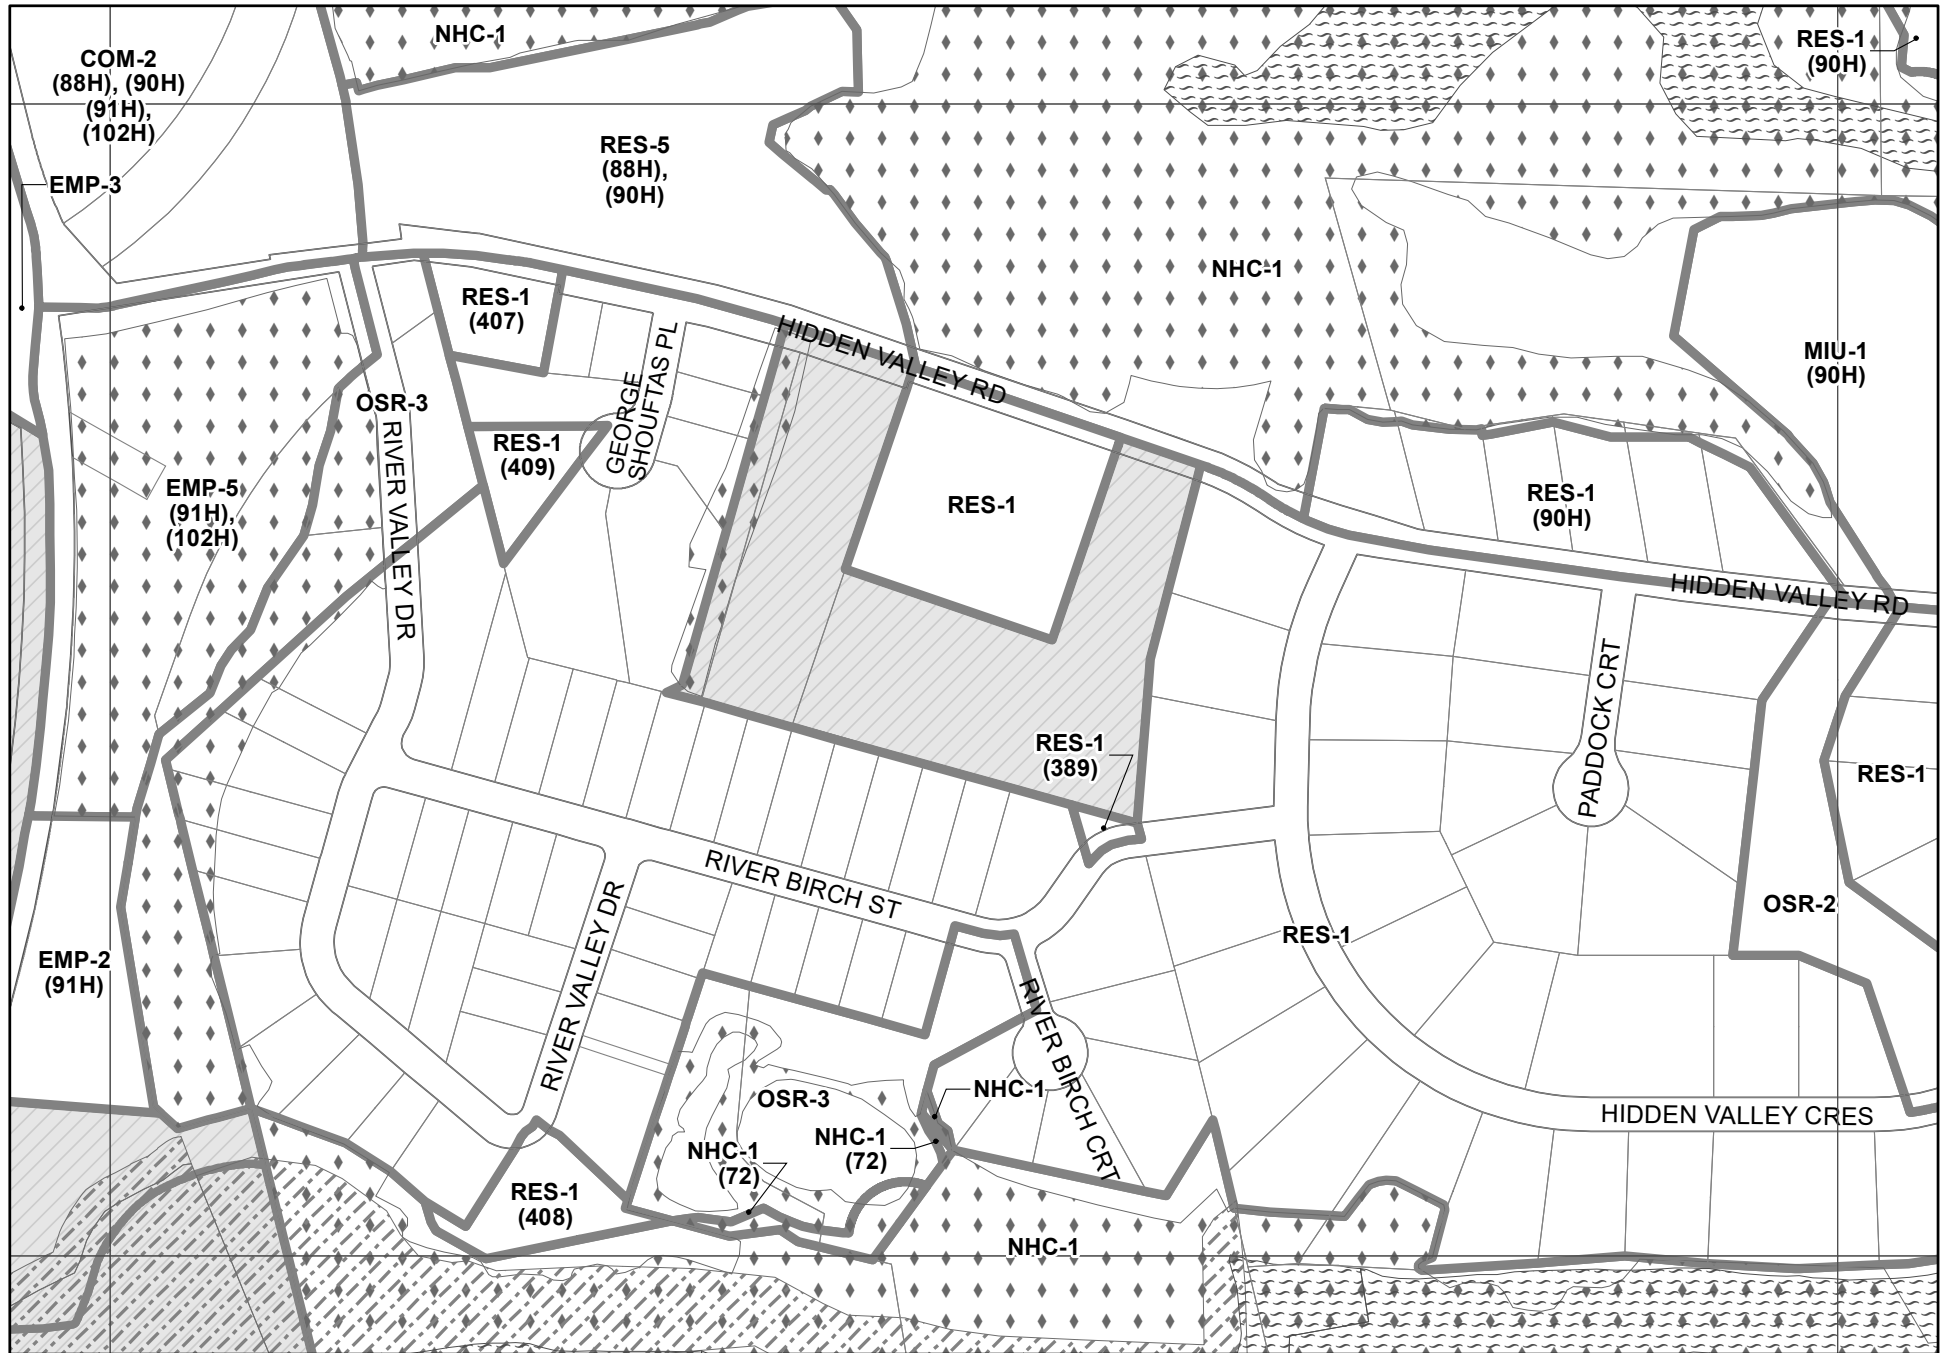 NHC-1
COM-2
(88H), (90H)
(91H),
(102H)
RES-1
(90H)
EMP-3
RES-5
(88H),
(90H)
NHC-1
RES-1
(407)
HIDDEN VALLEY RD
GEORGE
SHOUFTAS PL
MIU-1
(90H)
OSR-3
RES-1
(409)
RIVER VALLEY DR
EMP-5
(91H),
(102H)
RES-1
RES-1
(90H)
HIDDEN VALLEY RD
PADDOCK CRT
RES-1
(389)
RES-1
RIVER BIRCH ST
RIVER VALLEY DR
OSR-2
RES-1
EMP-2
(91H)
RIVER BIRCH CRT
NHC-1
OSR-3
HIDDEN VALLEY CRES
NHC-1
(72)
NHC-1
(72)
RES-1
(408)
NHC-1